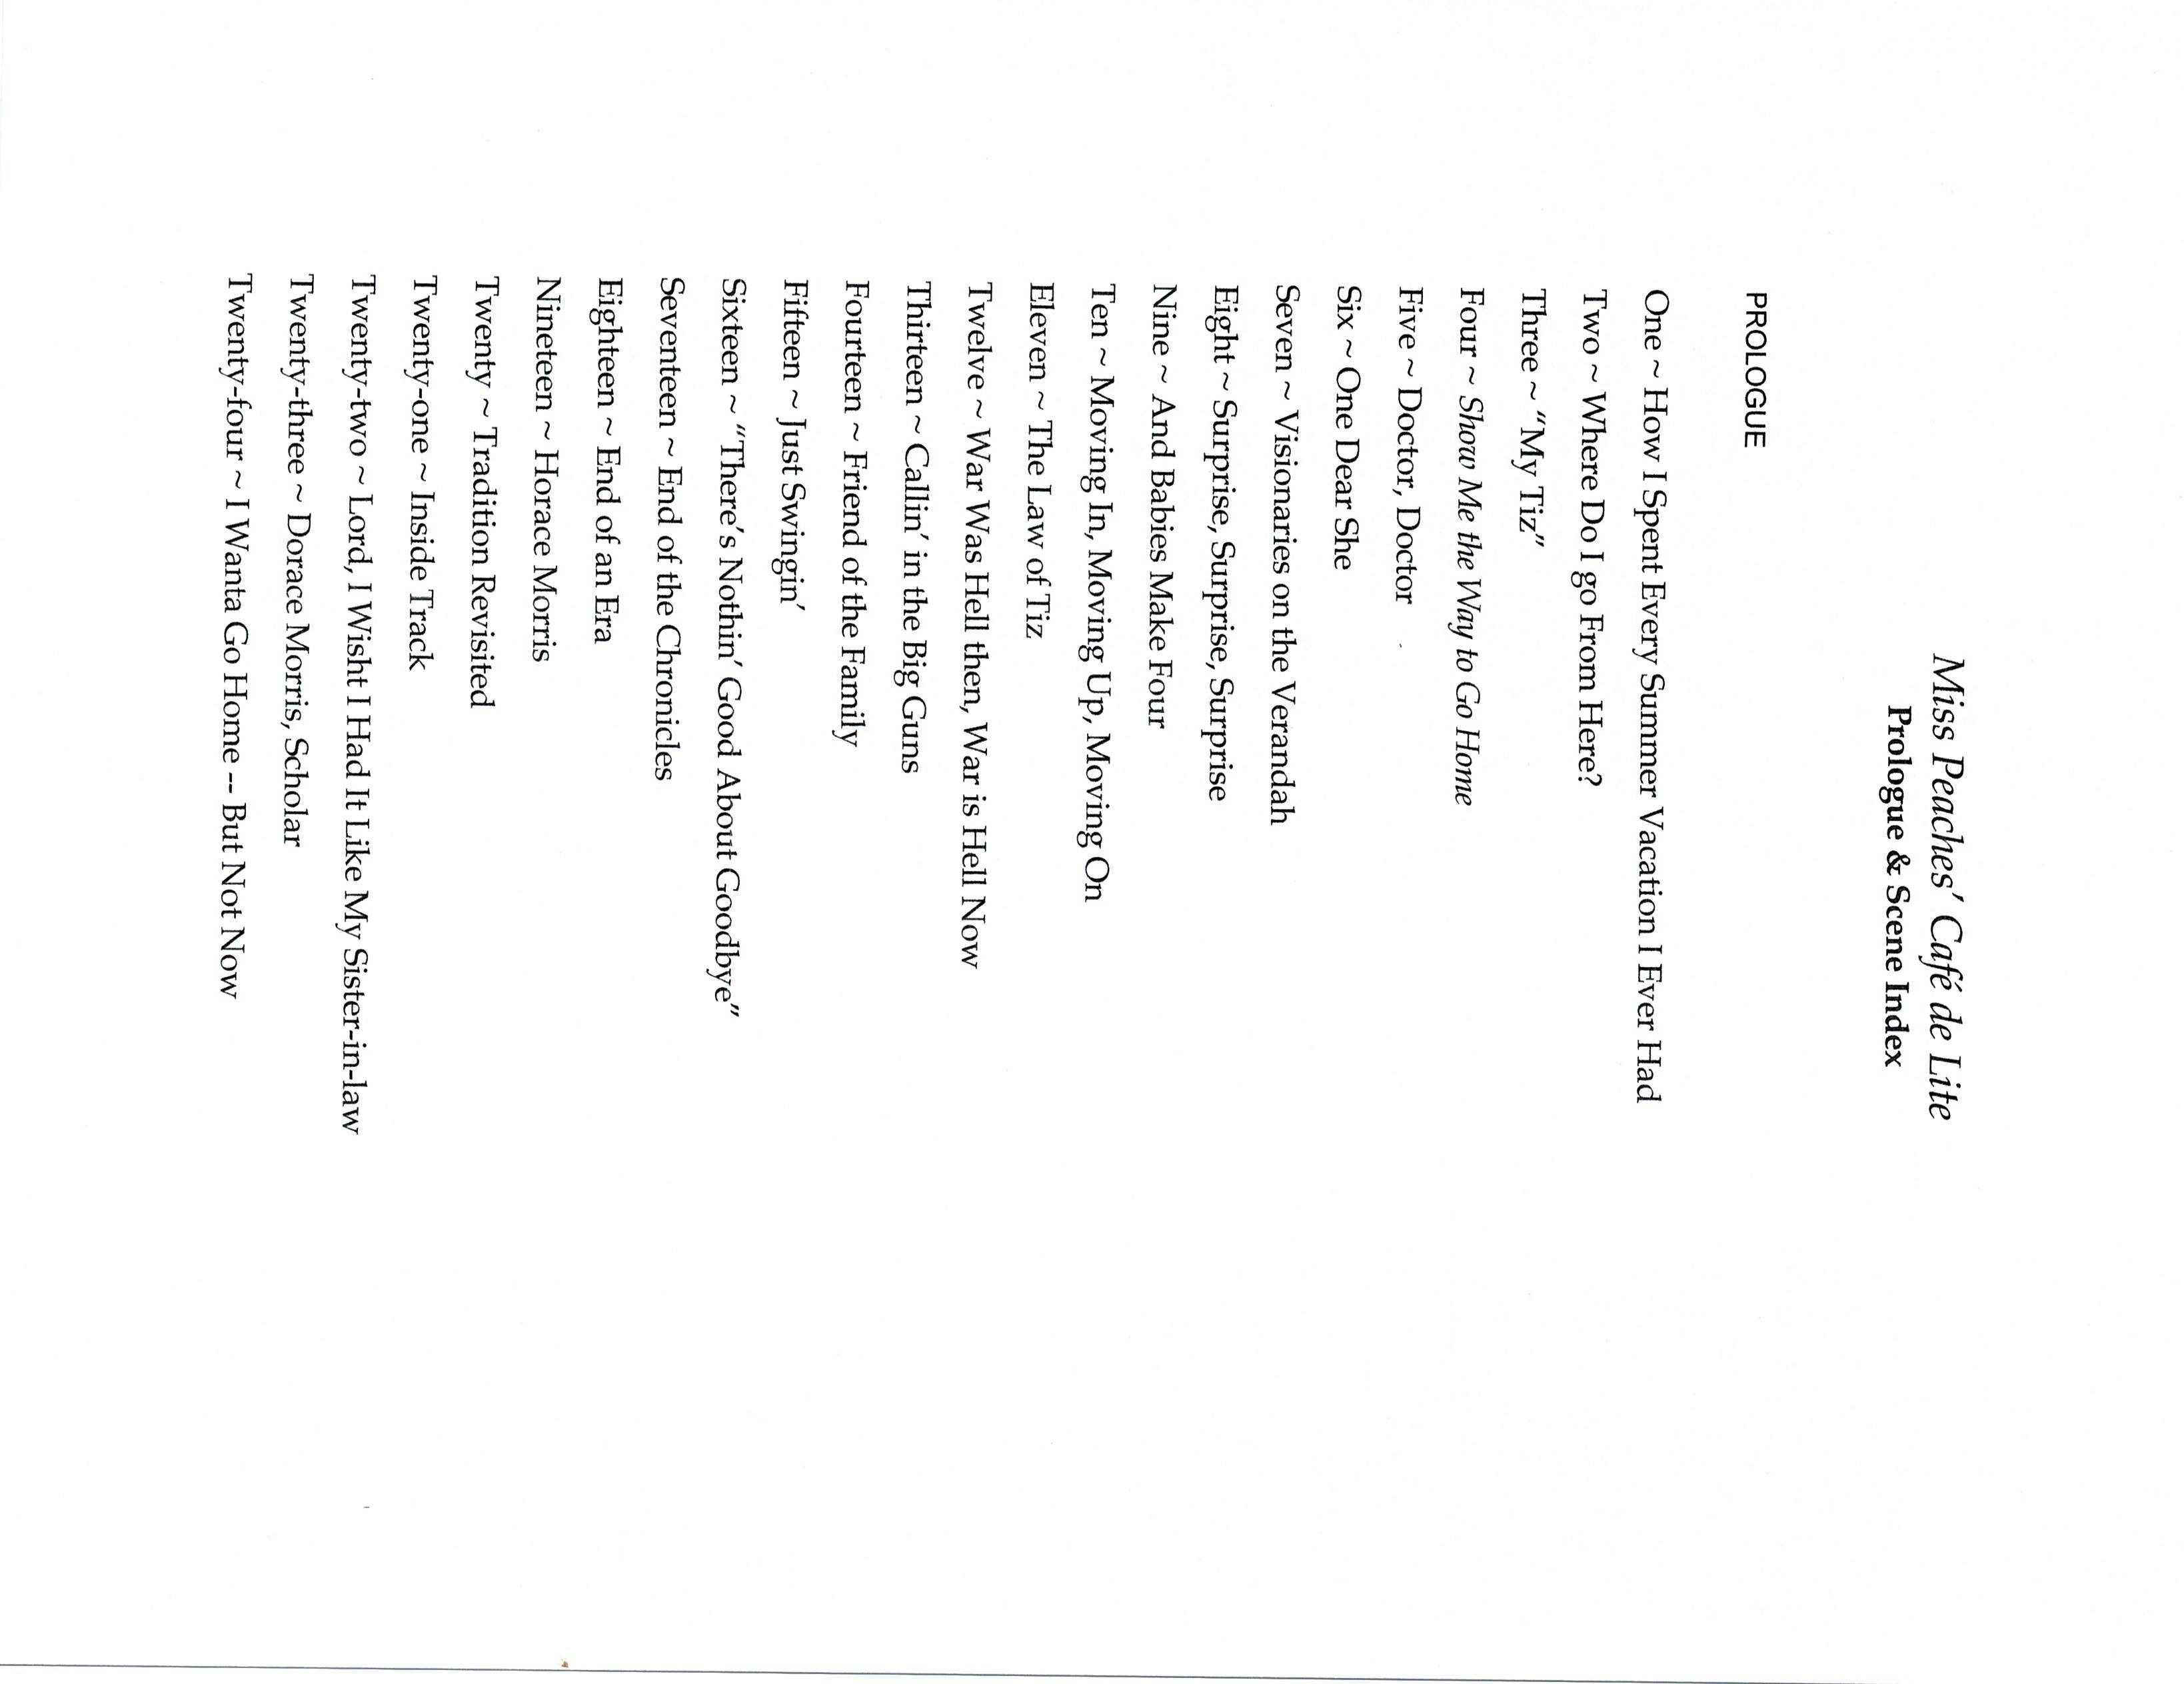 Miss Peaches' Café de Lite
Prologue & Scene Index
PROLOGUE
One ~ How I Spent Every Summer Vacation I Ever Had
Two ~ Where Do I go From Here?
Three ~ "My Tiz"
Four ~ Show Me the Way to Go Home
Five ~ Doctor, Doctor
Six ~ One Dear She
Seven ~ Visionaries on the Verandah
Eight ~ Surprise, Surprise, Surprise
Nine ~ And Babies Make Four
Ten ~ Moving In, Moving Up, Moving On
Eleven ~ The Law of Tiz
Twelve ~ War Was Hell then, War is Hell Now
Thirteen ~ Callin' in the Big Guns
Fourteen ~ Friend of the Family
Fifteen ~ Just Swingin'
Sixteen ~ "There's Nothin' Good About Goodbye"
Seventeen ~ End of the Chronicles
Eighteen ~ End of an Era
Nineteen ~ Horace Morris
Twenty ~ Tradition Revisited
Twenty-one ~ Inside Track
Twenty-two ~ Lord, I Wisht I Had It Like My Sister-in-law
Twenty-three ~ Dorace Morris, Scholar
Twenty-four ~ I Wanta Go Home -- But Not Now